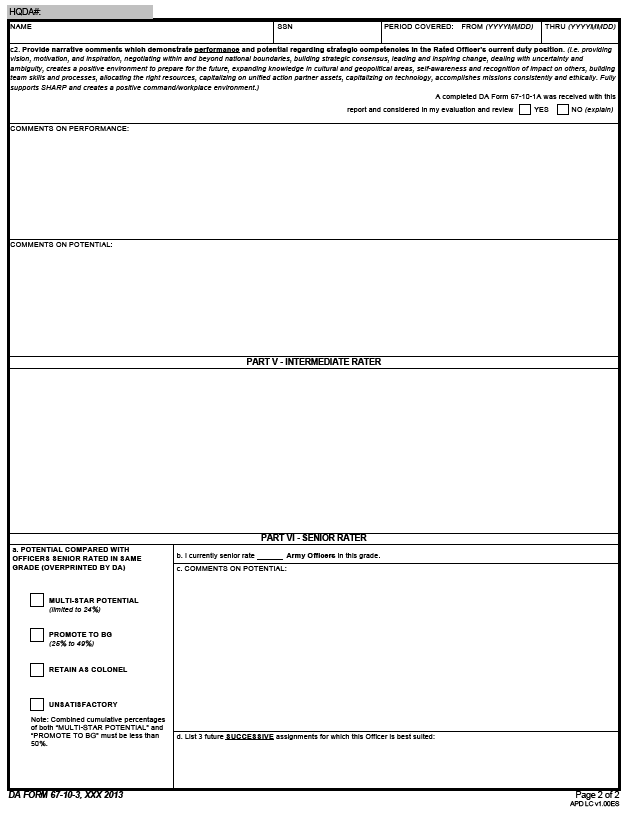 HQDA#:
NAME
SSN
PERIOD COVERED: FROM (YYYYMMDD)
THRU (YYYYMMDD)
c2. Provide narrative comments which demonstrate performance and potential regarding strategic competencies in the Rated Officer's current duty position. (I.e. providing
vision, motivation, and inspiration, negotiating within and beyond national boundaries, building strategic consensus, leading and inspiring change, dealing with uncertainty and
ambiguity, creates a positive environment to prepare for the future, expanding knowledge in cultural and geopolitical areas, self-awareness and recognition of impact on others, building
team skills and processes, allocating the right resources, capitalizing on unified action partner assets, capitalizing on technology, accomplishes missions consistently and ethically. Fully
supports SHARP and creates a positive command/workplace environment.)
A completed DA Form 67-10-1A was received with this
report and considered in my evaluation and review YES NO (explain)
COMMENTS ON PERFORMANCE:
COMMENTS ON POTENTIAL:
PART V - INTERMEDIATE RATER
PART VI - SENIOR RATER
a. POTENTIAL COMPARED WITH
OFFICERS SENIOR RATED IN SAME
GRADE (OVERPRINTED BY DA)
MULTI-STAR POTENTIAL
(limited to 24%)
PROMOTE TO BG
(25% to 49%)
RETAIN AS COLONEL
UNSATISFACTORY
Note: Combined cumulative percentages
of both "MULTI-STAR POTENTIAL" and
"PROMOTE TO BG" must be less than
50%.
b. I currently senior rate ______ Army Officers in this grade.
c. COMMENTS ON POTENTIAL:
d. List 3 future SUCCESSIVE assignments for which this Officer is best suited:
DA FORM 67-10-3, XXX 2013
Page 2 of 2
APD LC v1.00ES